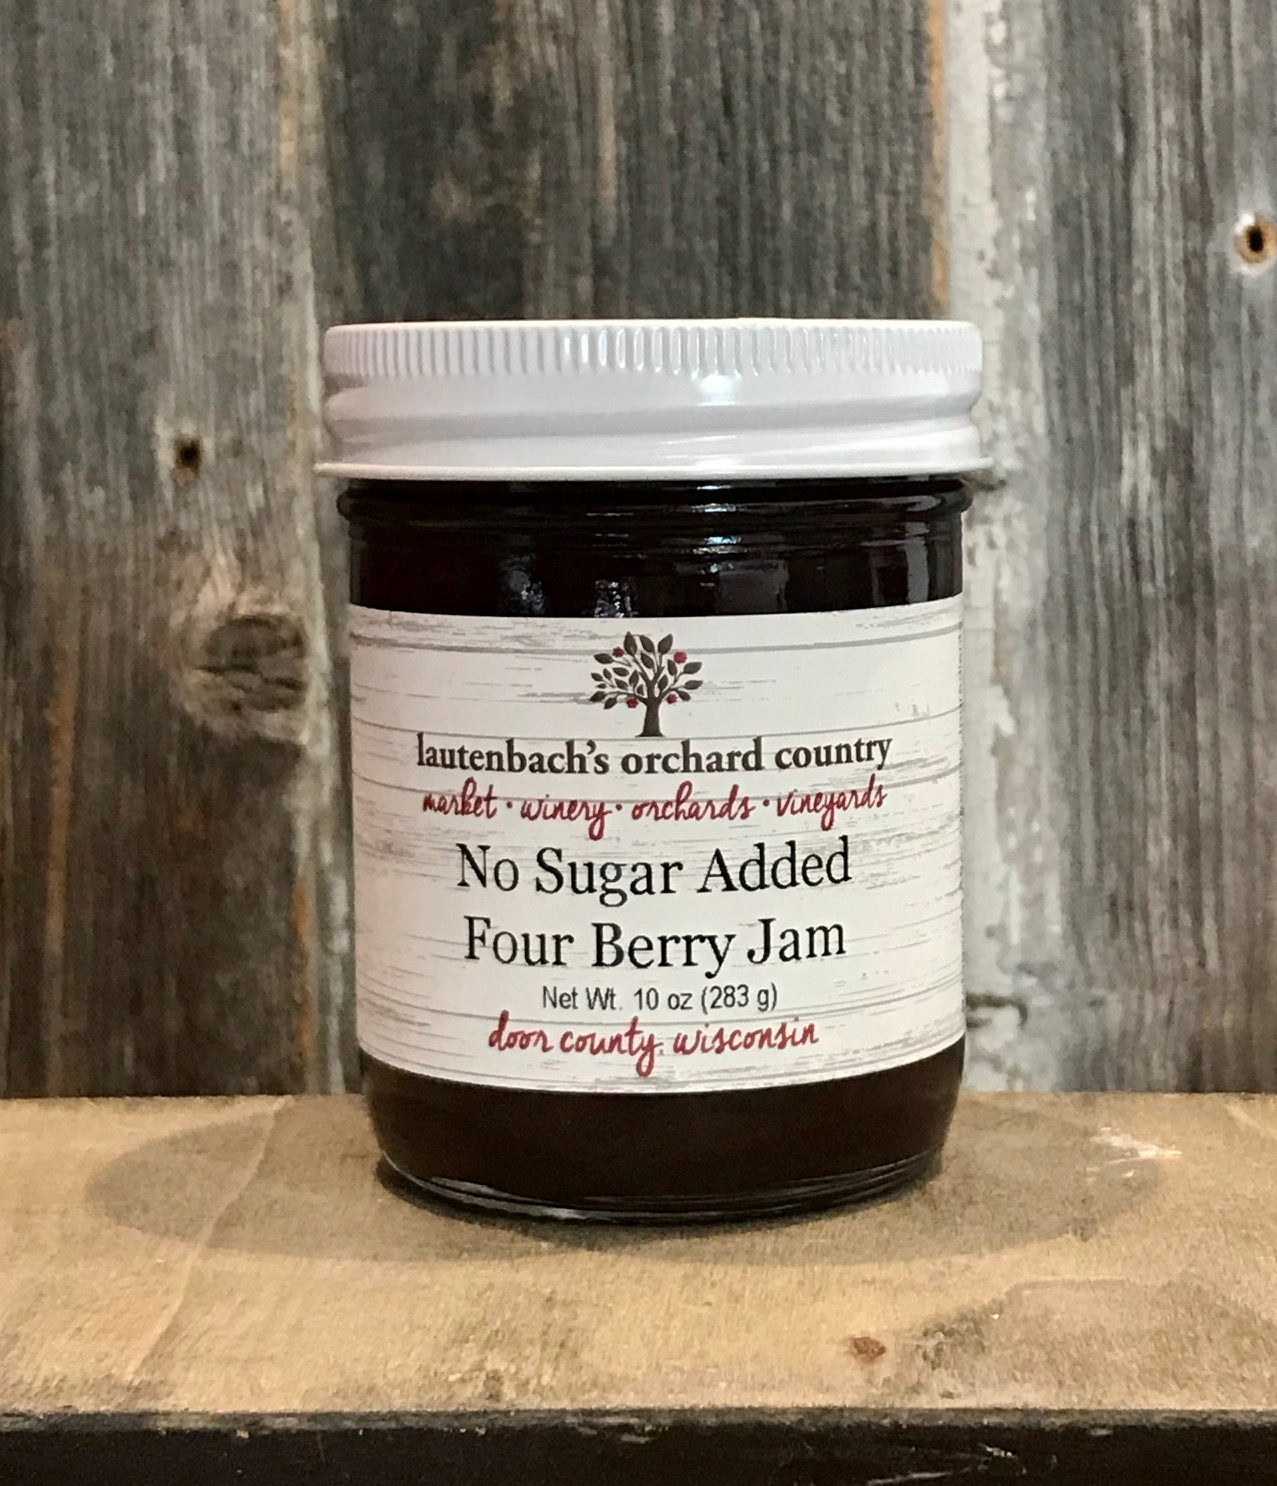 lautenbach's orchard country
market · winery · orchards · vineyards
No Sugar Added
Four Berry Jam
Net Wt. 10 oz (283 g)
door county, wisconsin